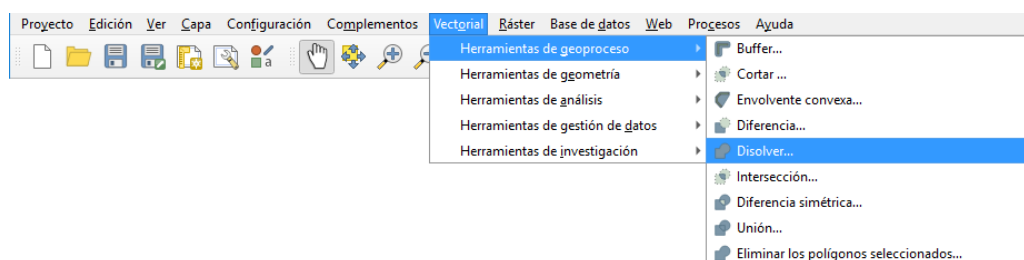 Proyecto Edición Ver Capa Configuración Complementos Vectorial Ráster Base de datos Web Procesos Ayuda
a
Herramientas de geoproceso
Herramientas de geometría
Herramientas de análisis
Herramientas de gestión de datos
Herramientas de investigación
Buffer...
Cortar ...
Envolvente convexa...
Diferencia...
Disolver...
Intersección...
Diferencia simétrica...
Unión...
Eliminar los polígonos seleccionados...